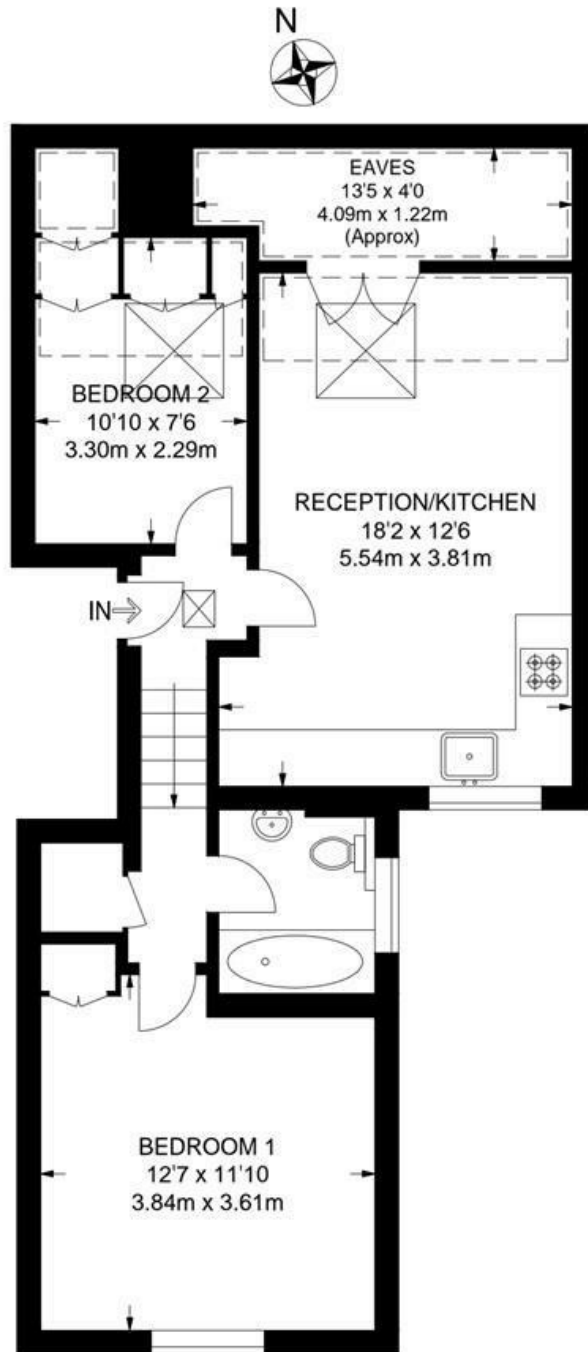 N
EAVES
13'5 x 4'0
4.09m x 1.22m
(Approx)
BEDROOM 2
10'10 x 7'6
3.30m x 2.29m
RECEPTION/KITCHEN
18'2 x 12'6
5.54m x 3.81m
IN
BEDROOM 1
12'7 x 11'10
3.84m x 3.61m